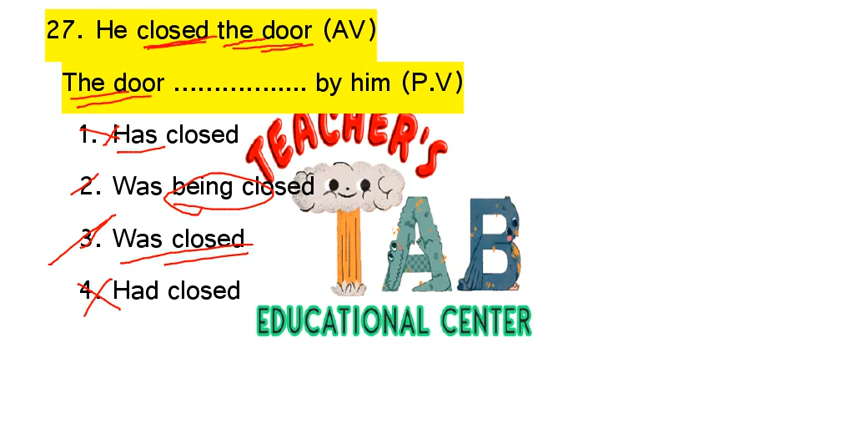 27. He closed the door (AV)
The door ................. by him (P.V)
1. Has closed
2. Was being closed
3. Was closed
4. Had closed
TEACHER'S
TAB
EDUCATIONAL CENTER